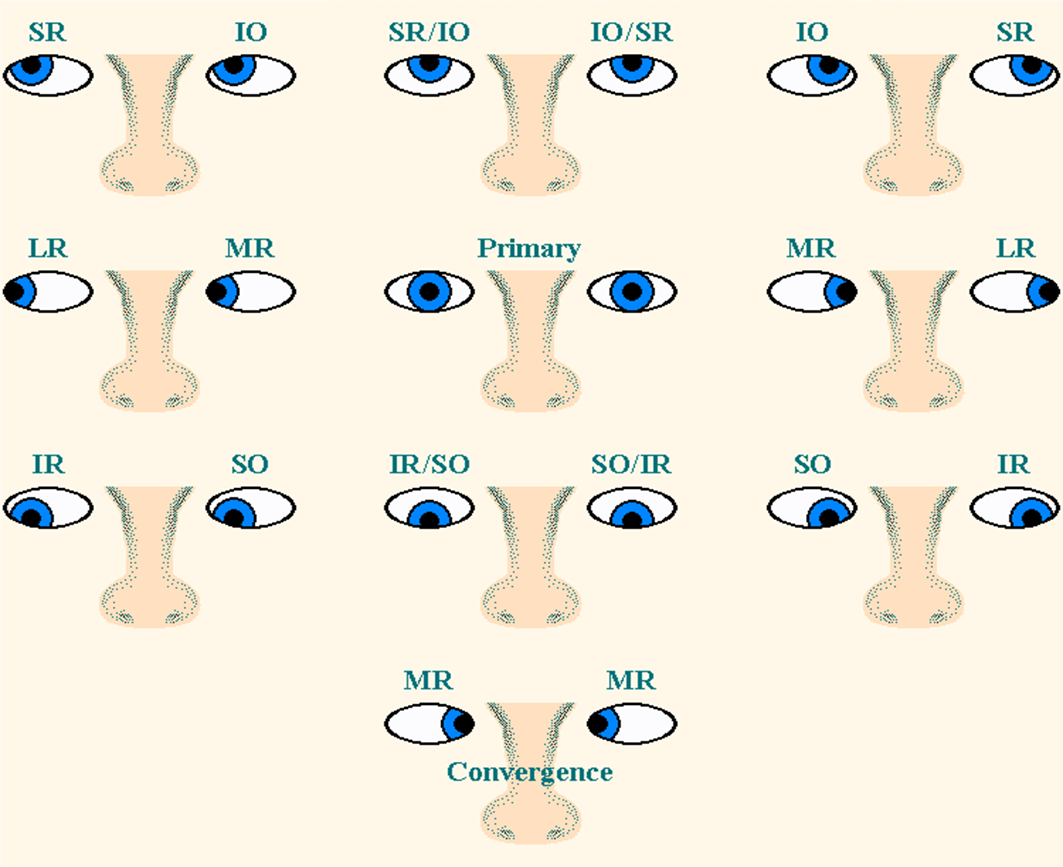 SR IO SR/IO IO/SR IO SR
LR MR Primary MR LR
IR SO IR/SO SO/IR SO IR
MR MR
Convergence